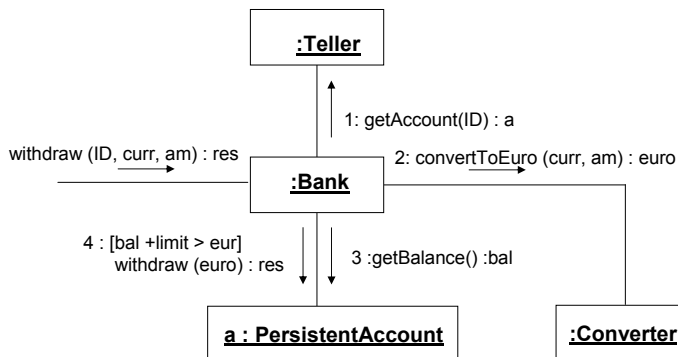 :Teller
1: getAccount(ID) : a
withdraw (ID, curr, am) : res
2: convertToEuro (curr, am) : euro
:Bank
4 : [bal +limit > eur]
withdraw (euro) : res
3 :getBalance() :bal
a : PersistentAccount
:Converter